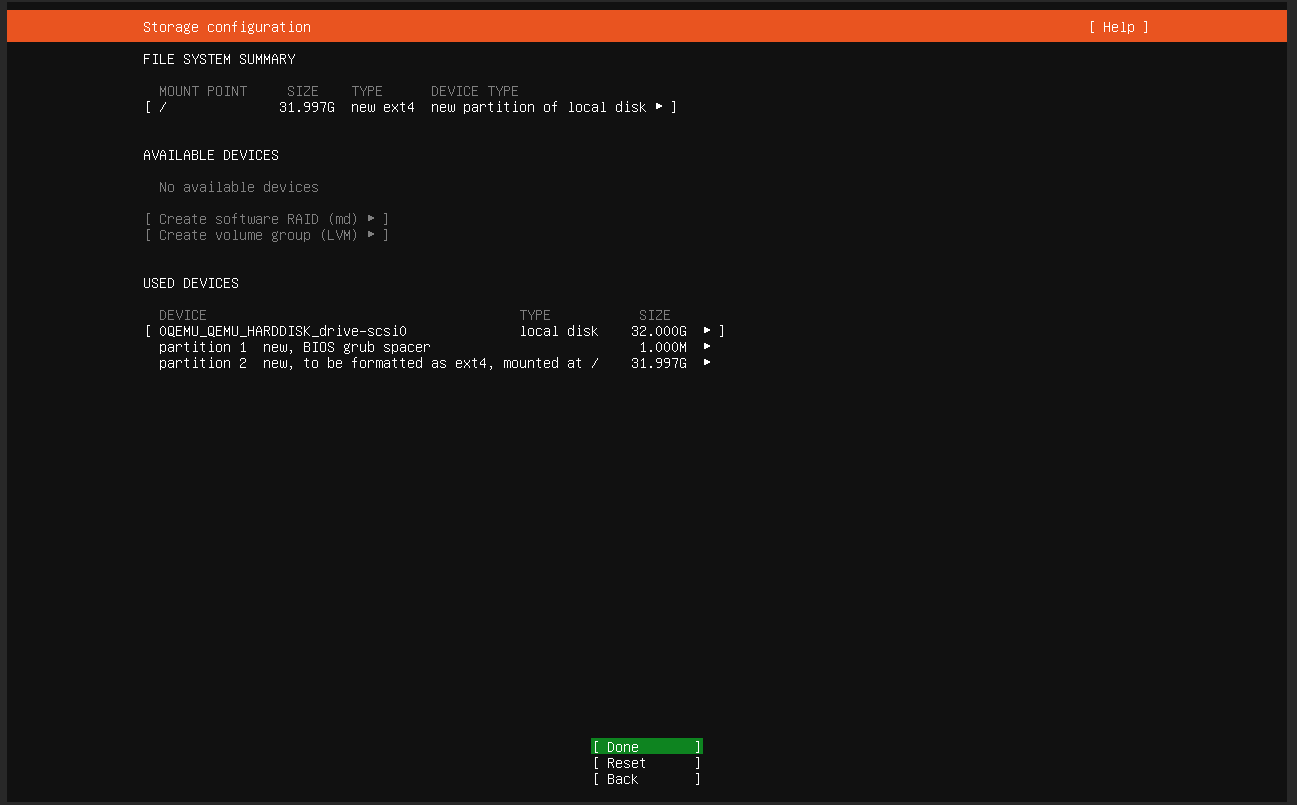 Storage configuration [ Help ]
FILE SYSTEM SUMMARY
MOUNT POINT SIZE TYPE DEVICE TYPE
[ / 31.997G new ext4 new partition of local disk ▸ ]
AVAILABLE DEVICES
No available devices
[ Create software RAID (md) ▸ ]
[ Create volume group (LVM) ▸ ]
USED DEVICES
DEVICE TYPE SIZE
[ 0QEMU_QEMU_HARDDISK_drive-scsi0 local disk 32.000G ▸ ]
partition 1 new, BIOS grub spacer 1.000M ▸
partition 2 new, to be formatted as ext4, mounted at / 31.997G ▸
[ Done ]
[ Reset ]
[ Back ]